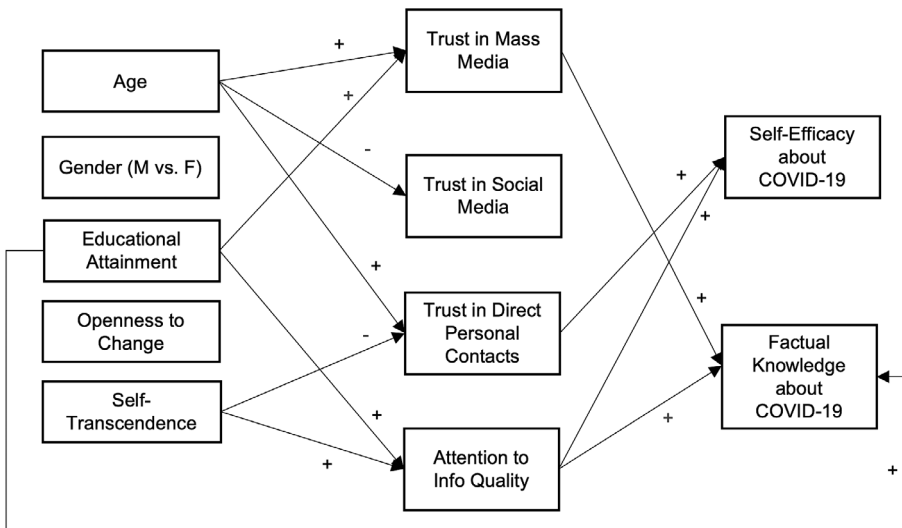 Age
Gender (M vs. F)
Educational
Attainment
Openness to
Change
Self-
Transcendence
+
+
-
+
-
+
+
Trust in Mass
Media
Trust in Social
Media
Trust in Direct
Personal
Contacts
Attention to
Info Quality
+
+
+
+
Self-Efficacy
about
COVID-19
Factual
Knowledge
about
COVID-19
+